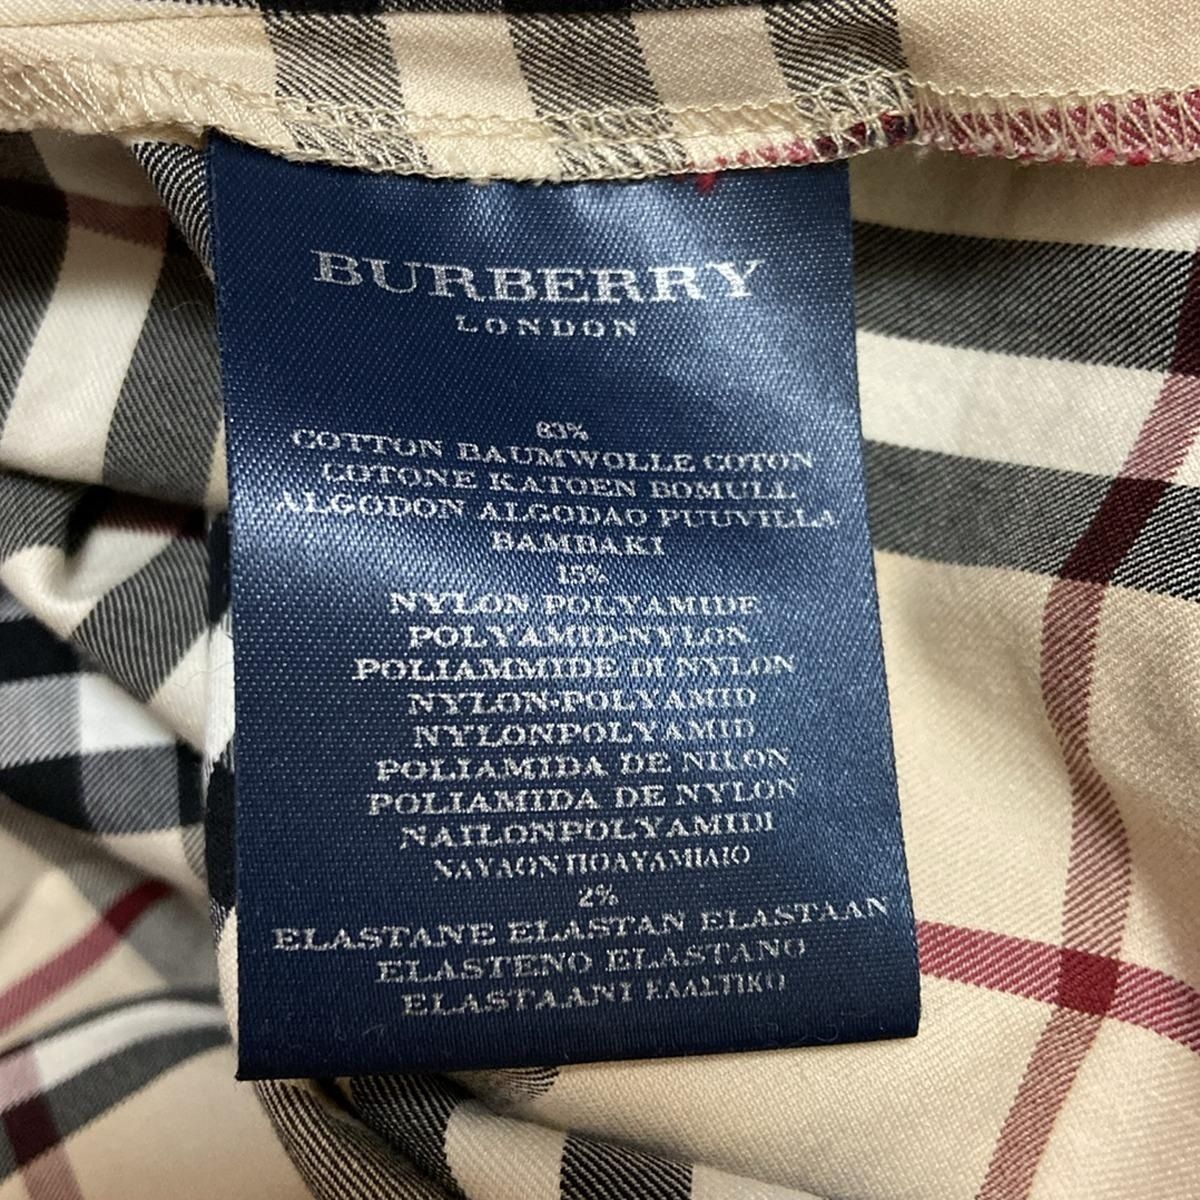 BURBERRY
LONDON
83%
COTTON BAUMWOLLE COTON
COTONE KATOEN BOMULL
ALGODON ALGODAO PUUVILLA
BAMBAKI
15%
NYLON POLYAMIDE
POLYAMID-NYLON
POLIAMMIDE DI NYLON
NYLON-POLYAMID
NYLONPOLYAMID
POLIAMIDA DE NILON
POLIAMIDA DE NYLON
NAILONPOLYAMIDI
ΝΑΥΛΟΝ ΠΟΛΥΑΜΙΔΙΟ
2%
ELASTANE ELASTAN ELASTAAN
ELASTENO ELASTANO
ELASTAANI ΕΛΑΣΤΙΚΟ